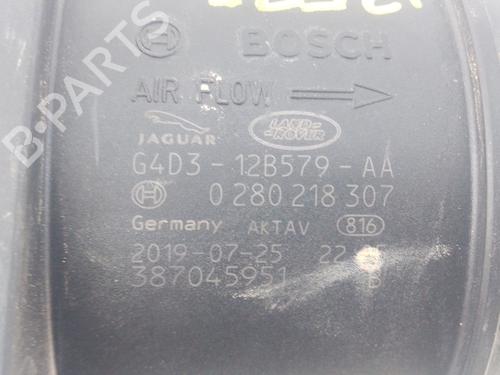 BOSCH
AIR FLOW
JAGUAR
LAND-
ROVER
G4D3-12B579-AA
0 280 218 307
Germany AKTAV 816
2019-07-25
387045951 B
B-PARTS